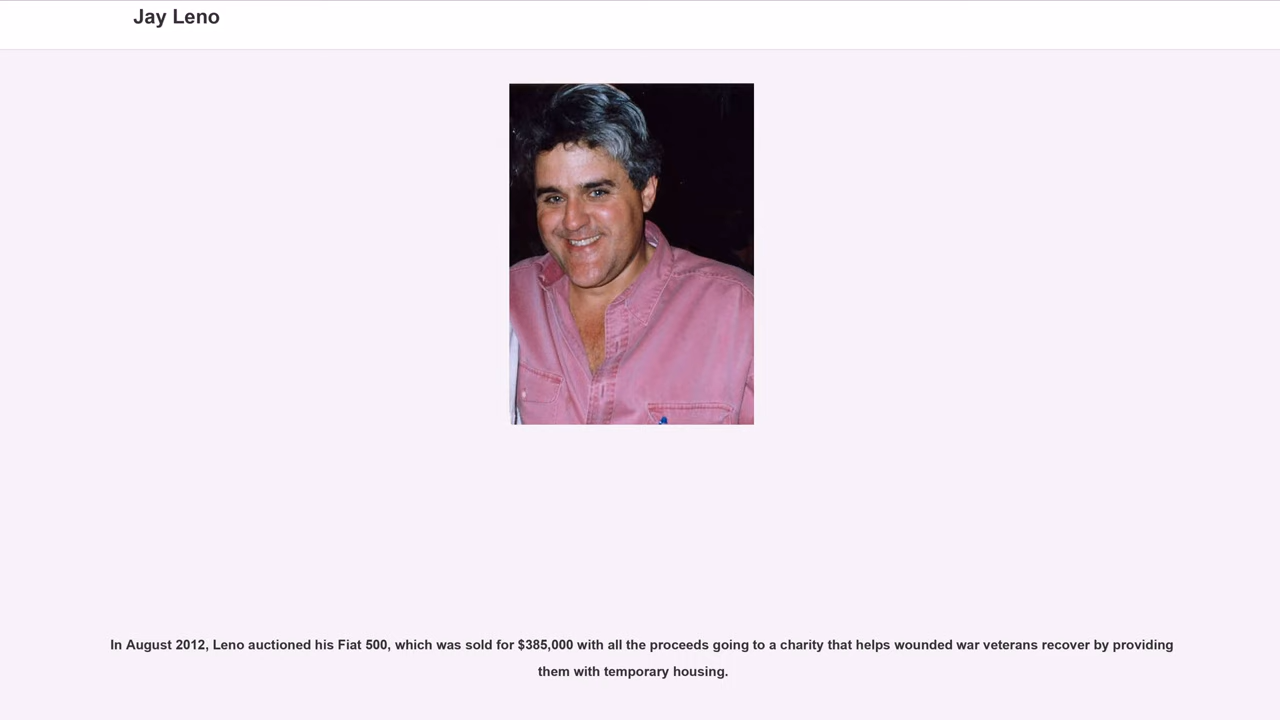 Jay Leno
In August 2012, Leno auctioned his Fiat 500, which was sold for $385,000 with all the proceeds going to a charity that helps wounded war veterans recover by providing
them with temporary housing.